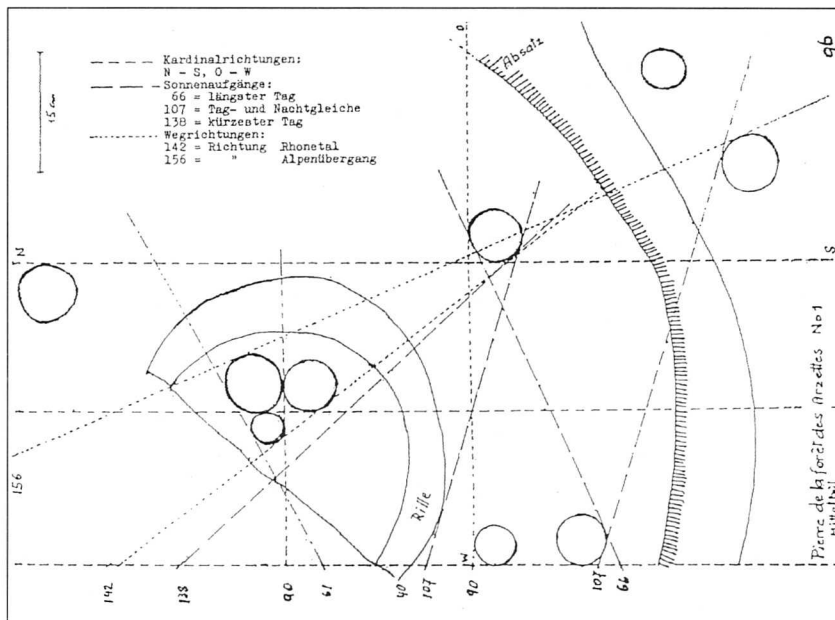 Kardinalrichtungen:
N - S, O - W
Sonnenaufgänge:
66 = längster Tag
107 = Tag- und Nachtgleiche
138 = kürzester Tag
Wegrichtungen:
142 = Richtung Rhonetal
156 = " Alpenübergang
15 cm
O
Absatz
9b
N
S
156
Rille
W
142
138
90
61
40
107
90
107
66
Pierre de la forêt des Arzettes No 1